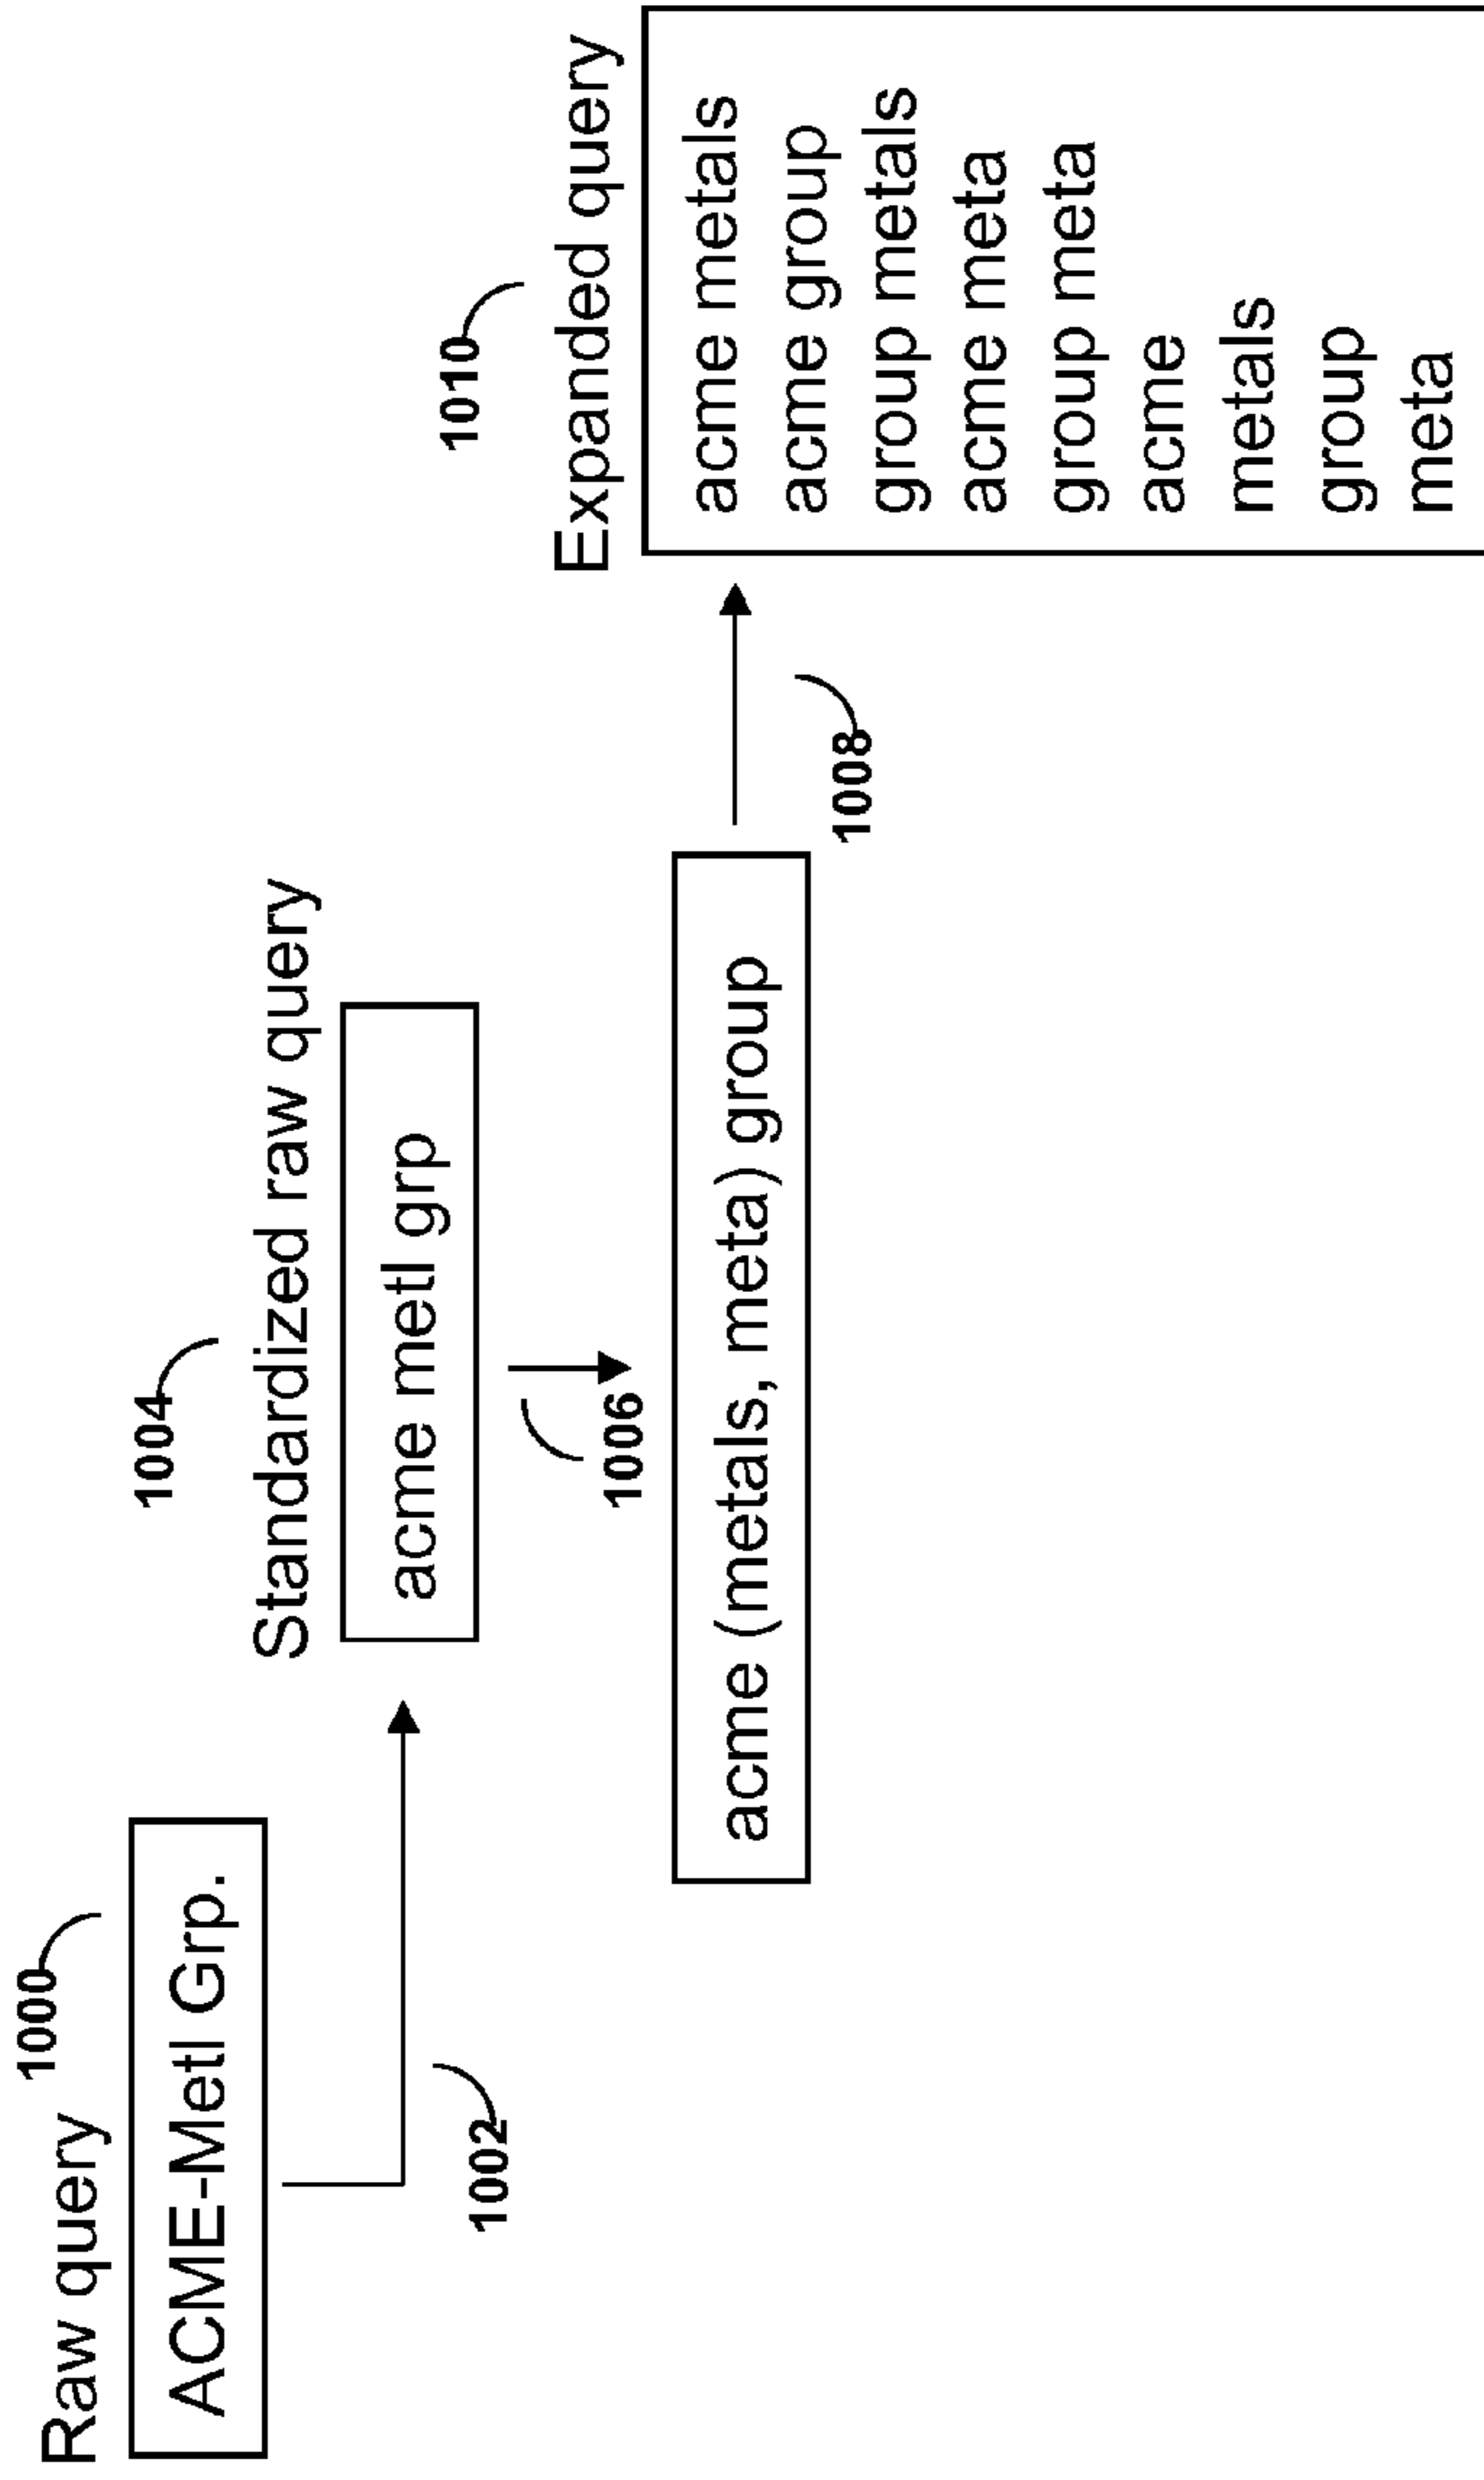 Raw query
1000
ACME-Metl Grp.
1002
1004
Standardized raw query
acme metl grp
1006
acme (metals, meta) group
1008
1010
Expanded query
acme metals
acme group
group metals
acme meta
group meta
acme
metals
group
meta